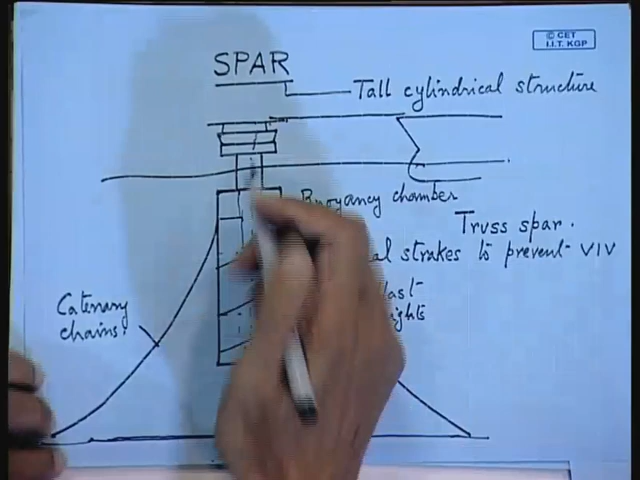 © CET
I.I.T. KGP
SPAR
Tall cylindrical structure
Buoyancy chamber
Truss spar.
strakes to prevent VIV
Catenary
chains.